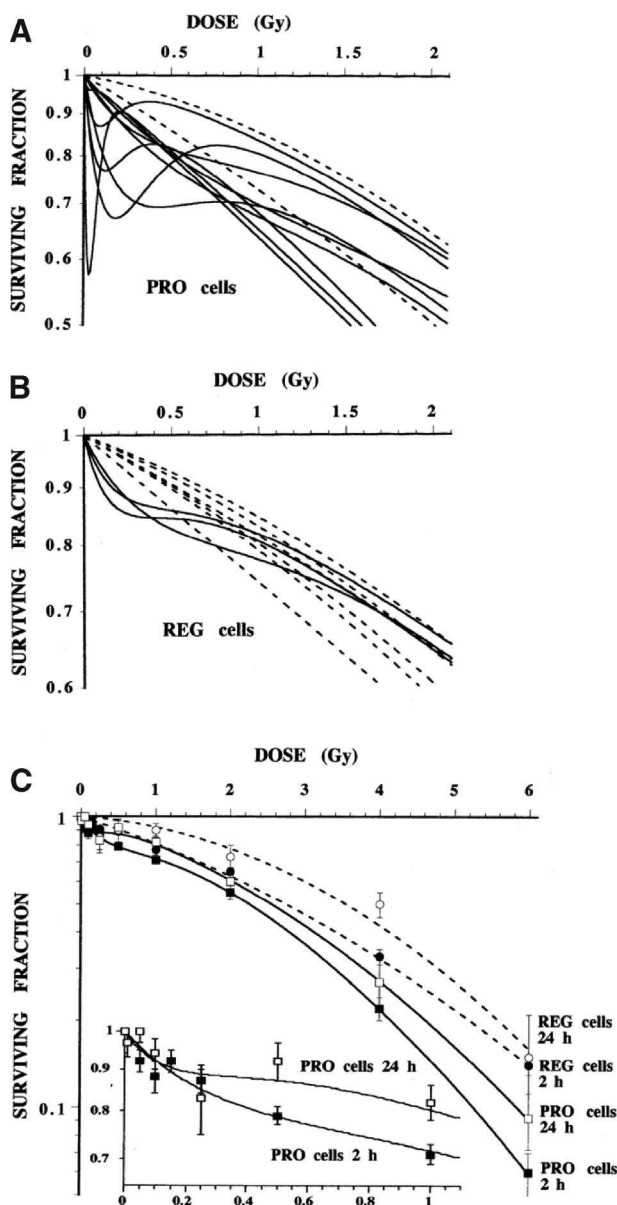 A
DOSE (Gy)
0 0.5 1 1.5 2
SURVIVING FRACTION
1
0.9
0.8
0.7
0.6
0.5
PRO cells
B
DOSE (Gy)
0 0.5 1 1.5 2
SURVIVING FRACTION
1
0.9
0.8
0.7
0.6
REG cells
C
DOSE (Gy)
0 1 2 3 4 5 6
SURVIVING FRACTION
1
0.1
REG cells
24 h
REG cells
2 h
PRO cells
24 h
PRO cells
2 h
1
0.9
0.8
0.7
PRO cells 24 h
PRO cells 2 h
0 0.2 0.4 0.6 0.8 1